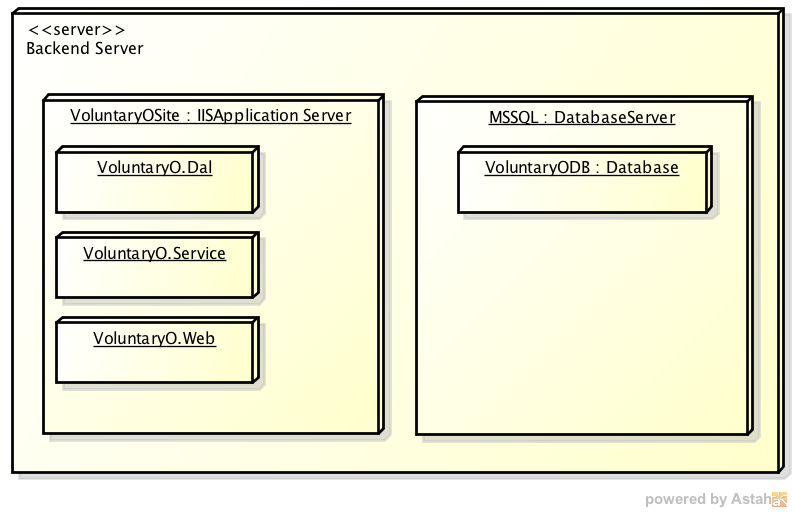 <<server>>
Backend Server
VoluntaryOSite : IISApplication Server
VoluntaryO.Dal
VoluntaryO.Service
VoluntaryO.Web
MSSQL : DatabaseServer
VoluntaryODB : Database
powered by Astah